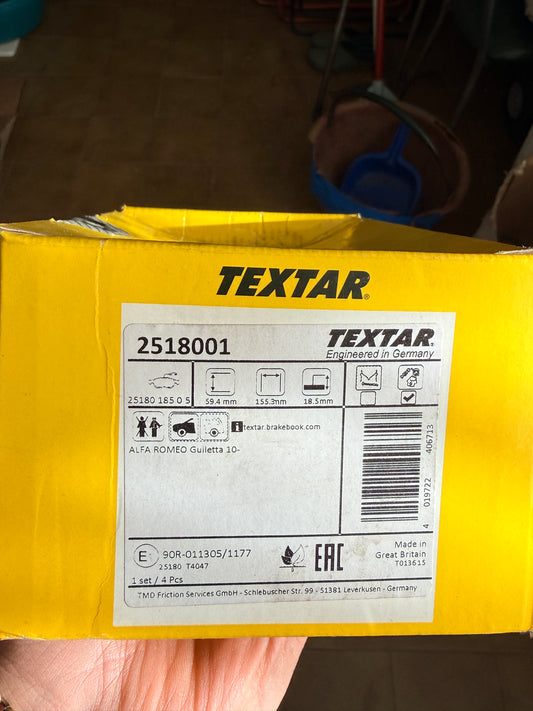 TEXTAR®
2518001
TEXTAR®
Engineered in Germany
25180 185 0 5
59.4 mm
155.3mm
18.5mm
i textar.brakebook.com
ALFA ROMEO Guiletta 10-
4 019722 406713
E 90R-011305/1177
25180 T4047
EAC
Made in
Great Britain
T013615
1 set / 4 Pcs
TMD Friction Services GmbH - Schlebuscher Str. 99 - 51381 Leverkusen - Germany